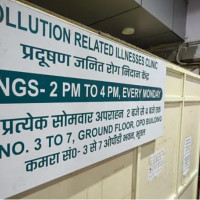 OLLUTION RELATED ILLNESSES CLINIC
प्रदूषण जनित रोग निदान केंद्र
NGS- 2 PM TO 4 PM, EVERY MONDAY
प्रत्येक सोमवार अपराह्न 2 बजे से 4 बजे तक
NO. 3 TO 7, GROUND FLOOR, OPD BUILDING
कमरा सं0- 3 से 7 ओपीडी भवन, भूतल